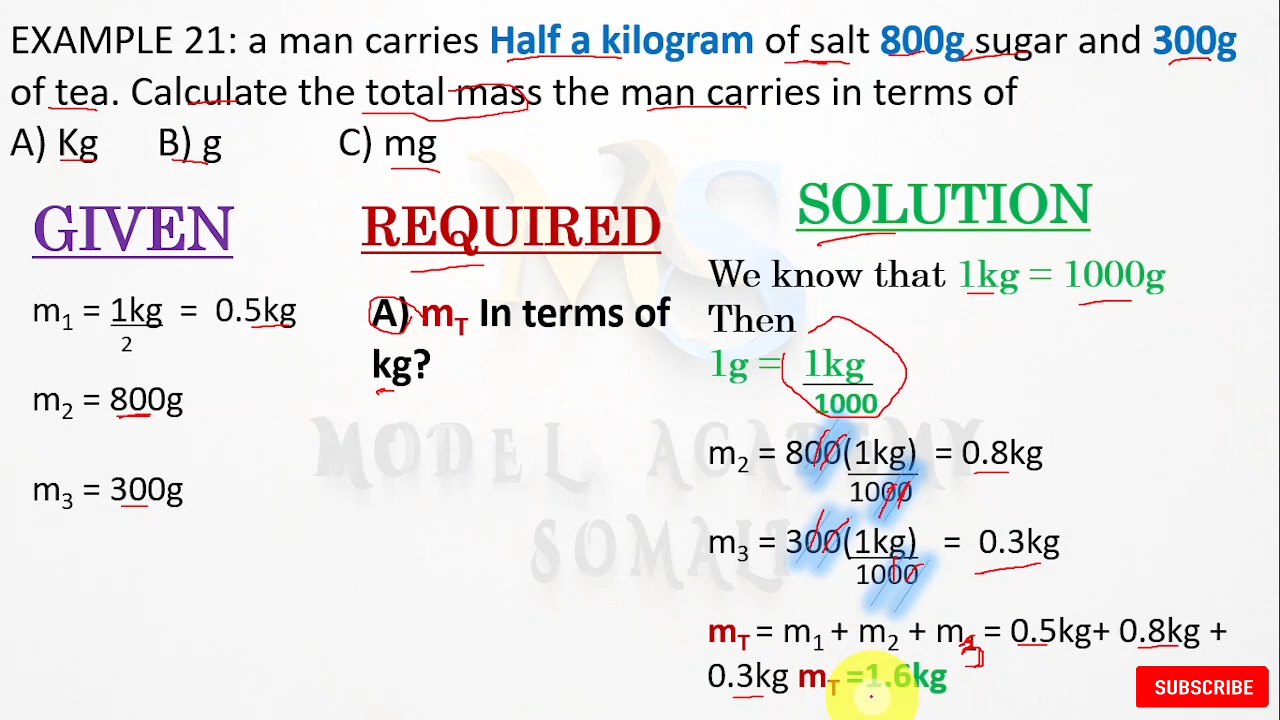 EXAMPLE 21: a man carries Half a kilogram of salt 800g sugar and 300g
of tea. Calculate the total mass the man carries in terms of
A) Kg B) g C) mg
GIVEN
m₁ = 1kg = 0.5kg
2
m₂ = 800g
m₃ = 300g
REQUIRED
A) mT In terms of
kg?
SOLUTION
We know that 1kg = 1000g
Then
1g = 1kg
1000
m₂ = 800(1kg) = 0.8kg
1000
m₃ = 300(1kg) = 0.3kg
1000
mT = m₁ + m₂ + m₃ = 0.5kg+ 0.8kg +
0.3kg mT =1.6kg
MS
MODEL ACADEMY
SOMALI
SUBSCRIBE